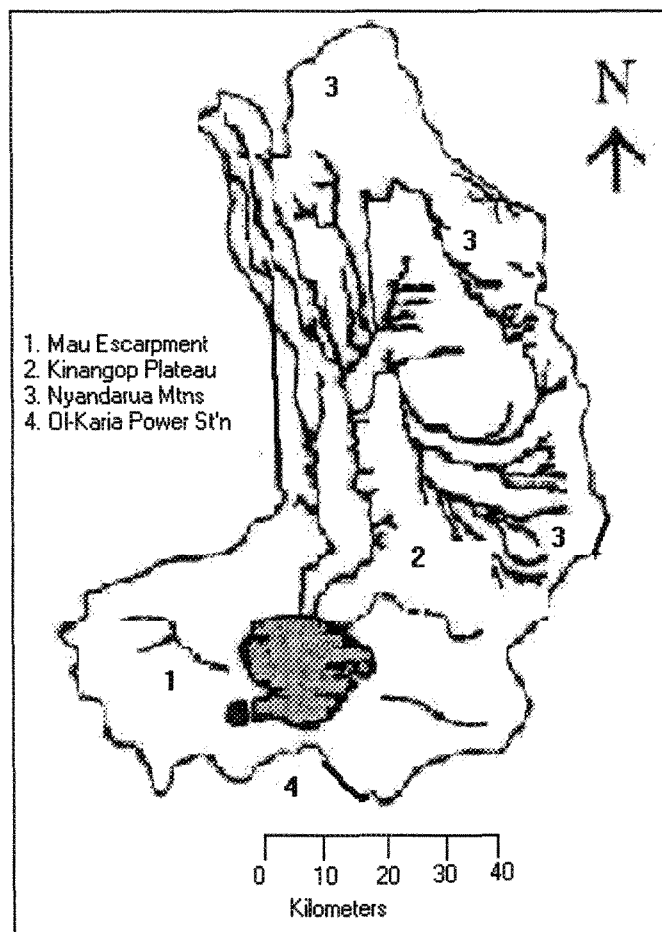 3
N
3
1. Mau Escarpment
2. Kinangop Plateau
3. Nyandarua Mtns
4. Ol-Karia Power St'n
3
2
1
4
0 10 20 30 40
Kilometers